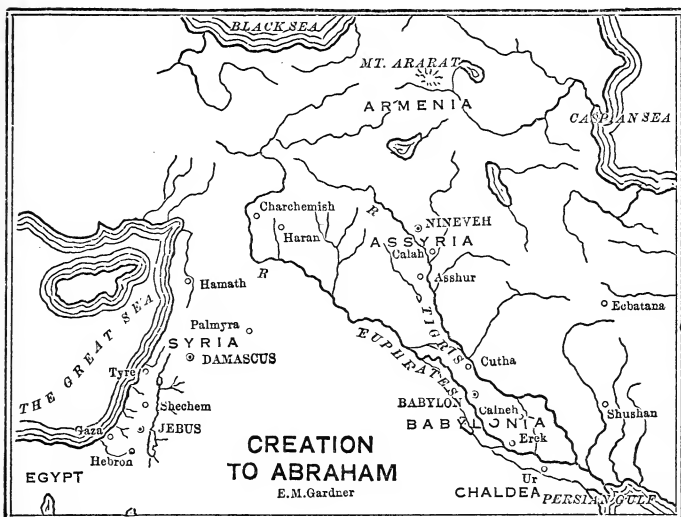 BLACK SEA
MT. ARARAT
ARMENIA
CASPIAN SEA
Charchemish
Haran
R
NINEVEH
ASSYRIA
Calah
Asshur
R
Hamath
Ecbatana
THE GREAT SEA
Palmyra
SYRIA
DAMASCUS
TIGRIS
EUPHRATES
Tyre
Cutha
BABYLON
Calneh
Shushan
Shechem
BABYLONIA
Gaza
JEBUS
Erek
Hebron
CREATION
TO ABRAHAM
E.M.Gardner
EGYPT
Ur
CHALDEA
PERSIAN GULF